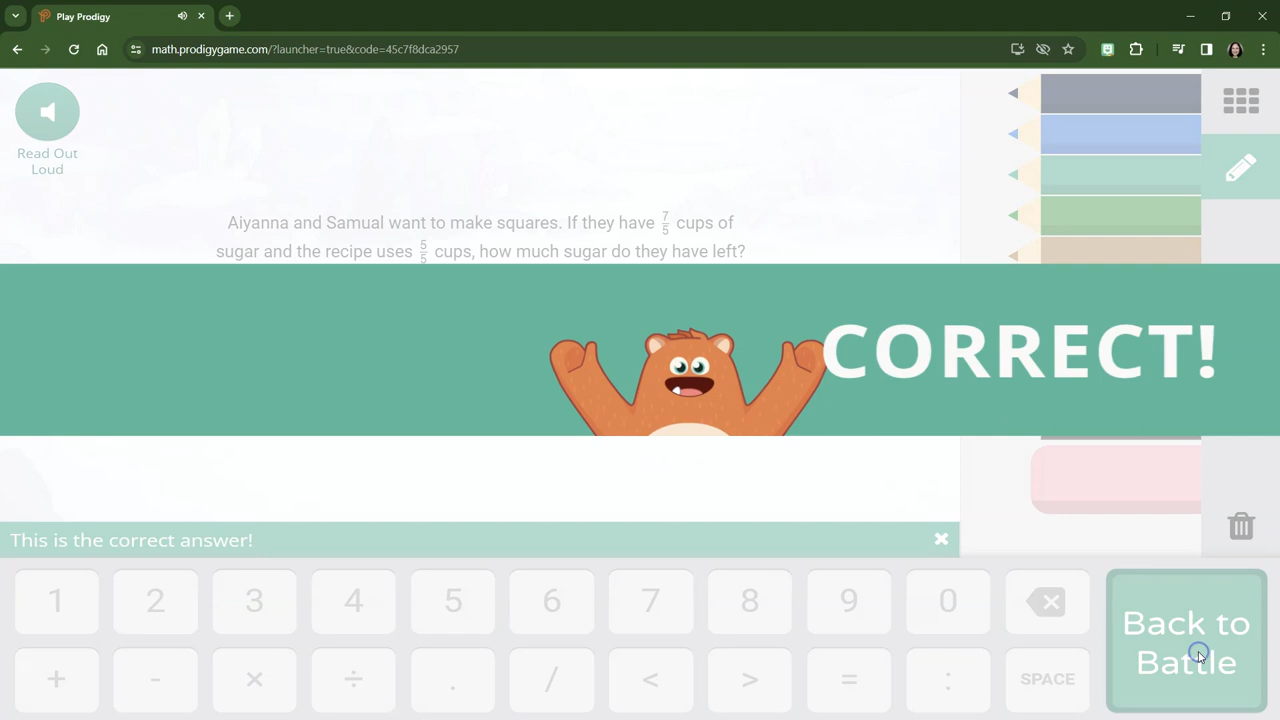 Play Prodigy
math.prodigygame.com/?launcher=true&code=45c7f8dca2957
Read Out
Loud
Aiyanna and Samual want to make squares. If they have 7/5 cups of
sugar and the recipe uses 5/5 cups, how much sugar do they have left?
CORRECT!
This is the correct answer!
1 2 3 4 5 6 7 8 9 0
+ - × ÷ . / < > = : SPACE
Back to
Battle